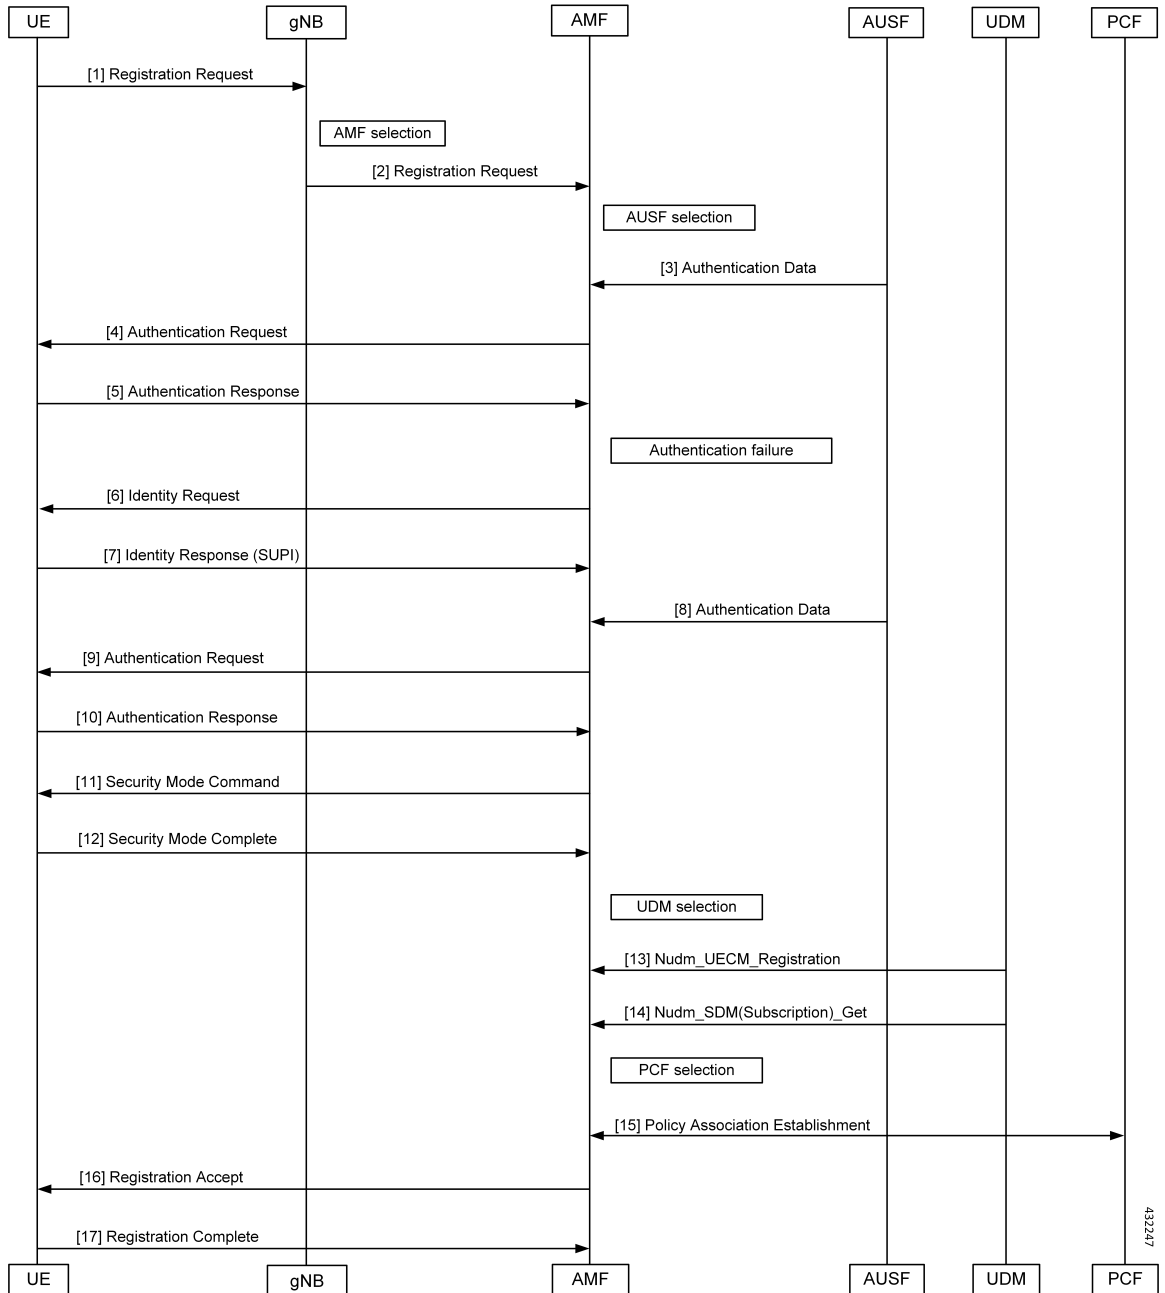 UE
gNB
AMF
AUSF
UDM
PCF
[1] Registration Request
AMF selection
[2] Registration Request
AUSF selection
[3] Authentication Data
[4] Authentication Request
[5] Authentication Response
Authentication failure
[6] Identity Request
[7] Identity Response (SUPI)
[8] Authentication Data
[9] Authentication Request
[10] Authentication Response
[11] Security Mode Command
[12] Security Mode Complete
UDM selection
[13] Nudm_UECM_Registration
[14] Nudm_SDM(Subscription)_Get
PCF selection
[15] Policy Association Establishment
[16] Registration Accept
[17] Registration Complete
432247
UE
gNB
AMF
AUSF
UDM
PCF